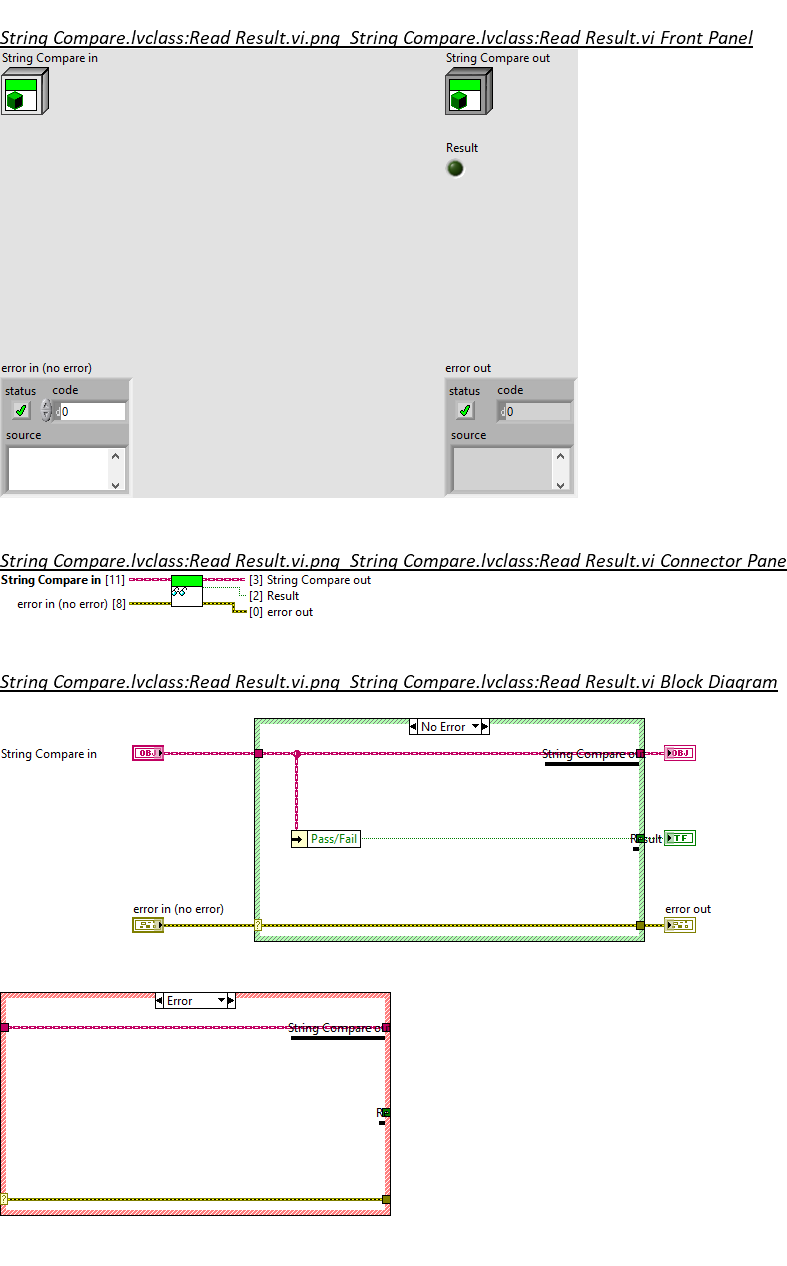 String Compare.lvclass:Read Result.vi.png  String Compare.lvclass:Read Result.vi Front Panel
String Compare in
String Compare out
Result
error in (no error)
error out
status code
status code
d 0
d 0
source
source
String Compare.lvclass:Read Result.vi.png  String Compare.lvclass:Read Result.vi Connector Pane
String Compare in [11]
[3] String Compare out
[2] Result
error in (no error) [8]
[0] error out
String Compare.lvclass:Read Result.vi.png  String Compare.lvclass:Read Result.vi Block Diagram
No Error
String Compare in
OBJ
String Compare
OBJ
Pass/Fail
Result
TF
error in (no error)
error out
?
Error
String Compare
?